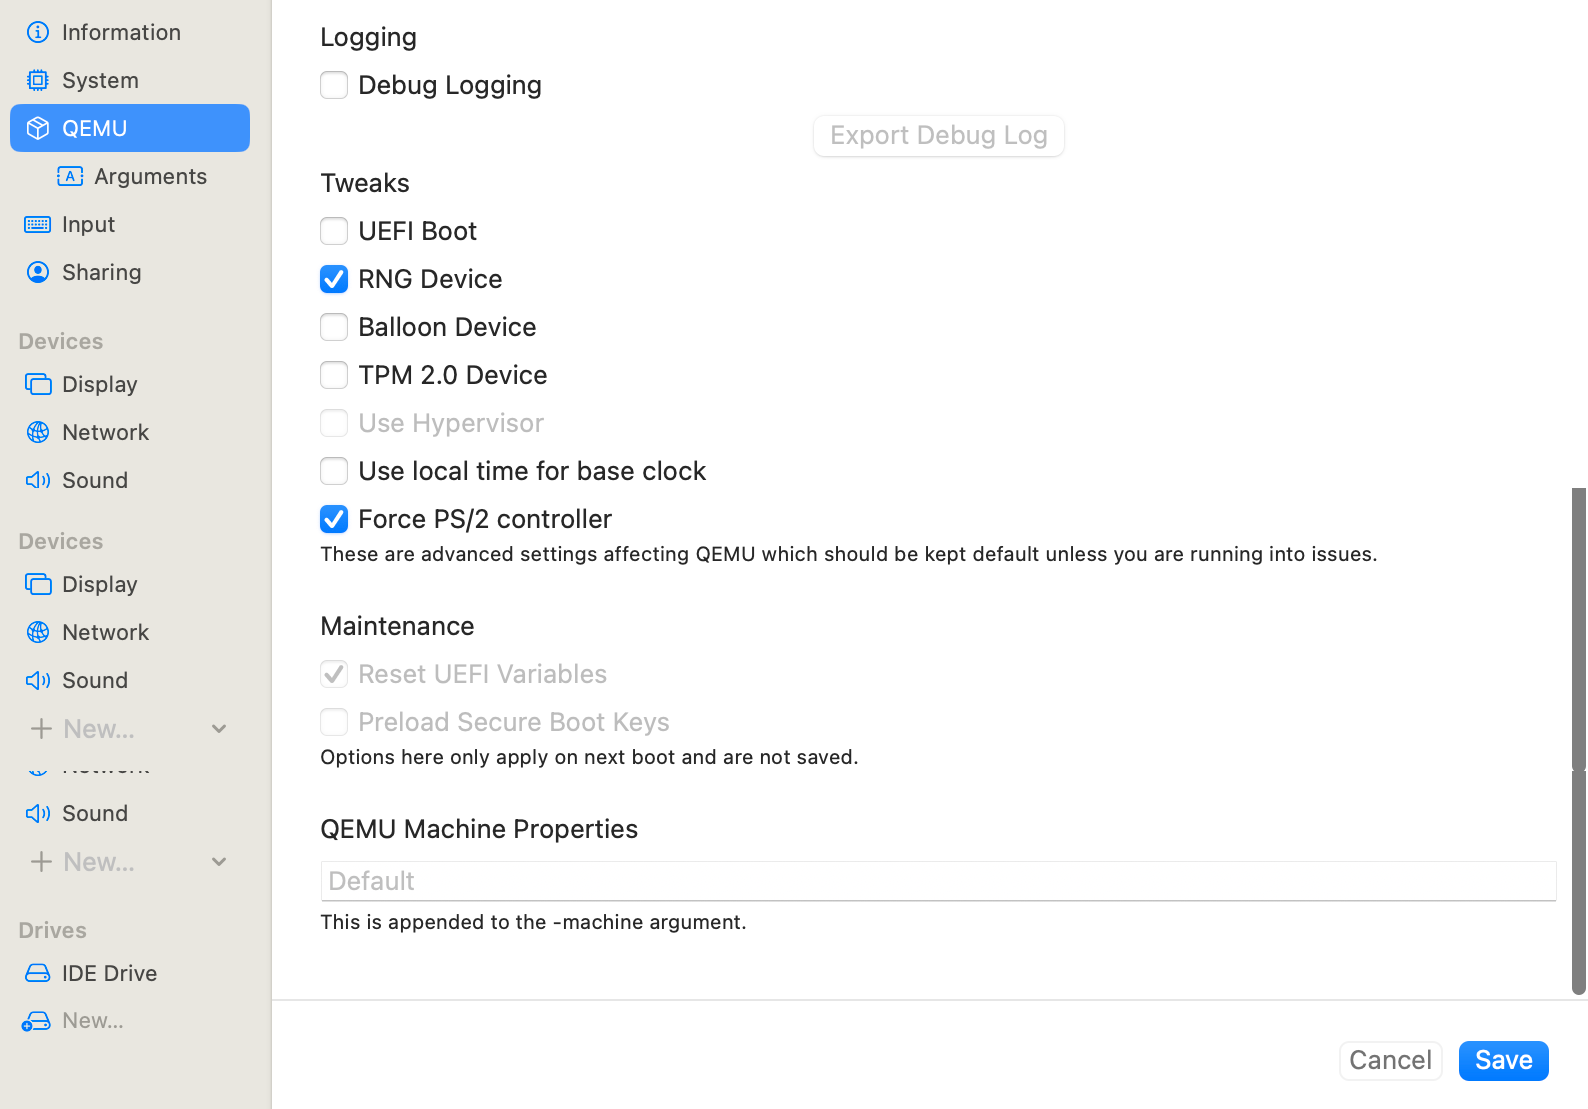 Information
System
QEMU
A
Arguments
Input
Sharing
Devices
Display
Network
Sound
Devices
Display
Network
Sound
New...
Sound
New...
Drives
IDE Drive
New...
Logging
Debug Logging
Export Debug Log
Tweaks
UEFI Boot
RNG Device
Balloon Device
TPM 2.0 Device
Use Hypervisor
Use local time for base clock
Force PS/2 controller
These are advanced settings affecting QEMU which should be kept default unless you are running into issues.
Maintenance
Reset UEFI Variables
Preload Secure Boot Keys
Options here only apply on next boot and are not saved.
QEMU Machine Properties
Default
This is appended to the -machine argument.
Cancel
Save